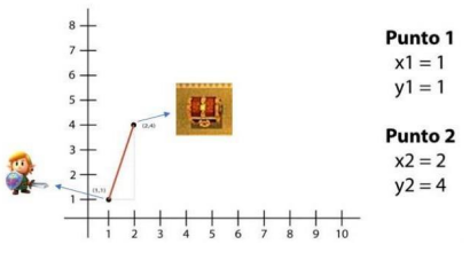 8
7
6
5
4
3
2
1
(2,4)
(1,1)
1 2 3 4 5 6 7 8 9 10
Punto 1
x1 = 1
y1 = 1
Punto 2
x2 = 2
y2 = 4